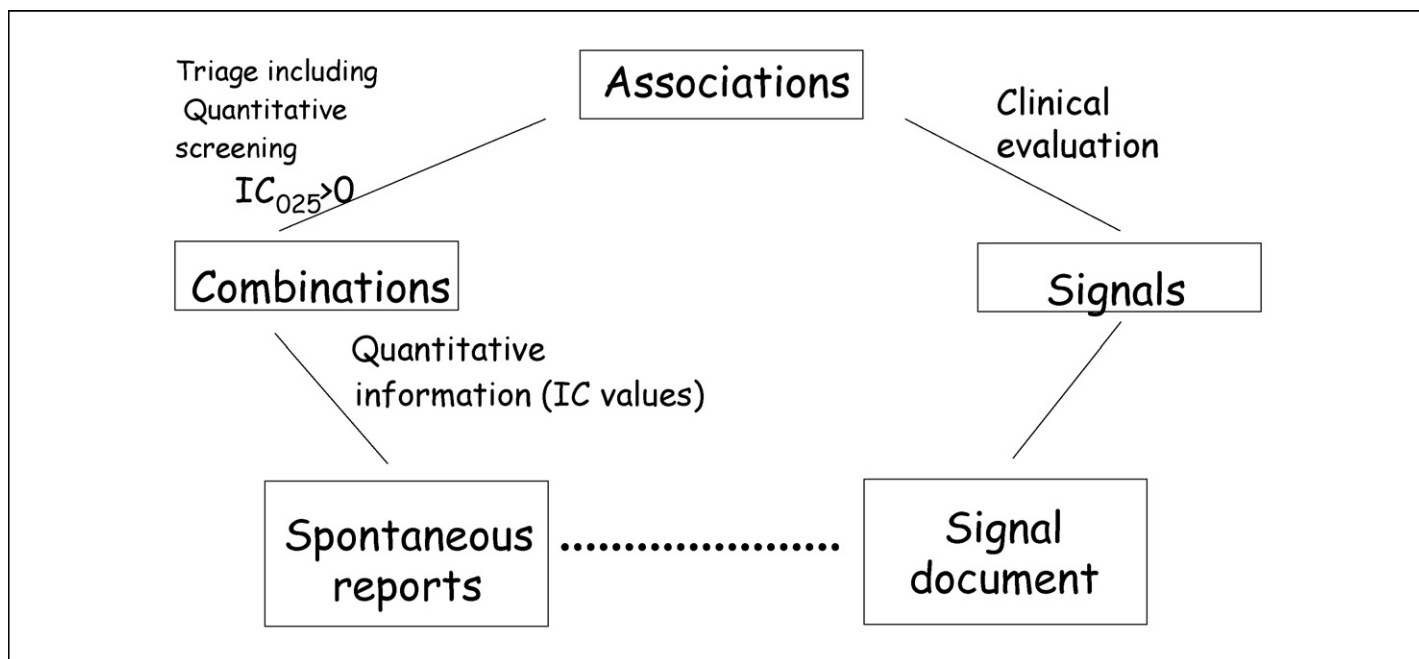 Triage including
Quantitative
screening
IC025>0
Associations
Clinical
evaluation
Combinations
Signals
Quantitative
information (IC values)
Spontaneous
reports
Signal
document